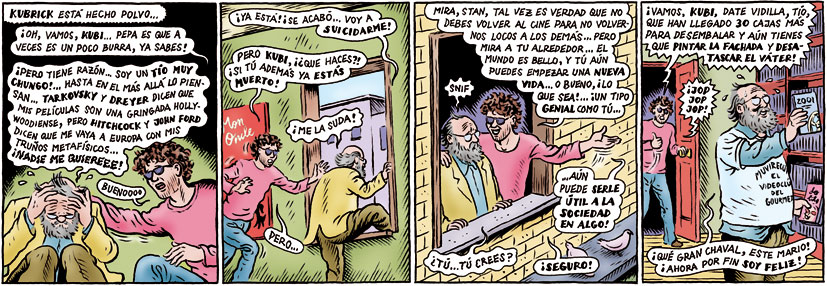 KUBRICK ESTÁ HECHO POLVO...
¡OH, VAMOS, KUBI... PEPA ES QUE A
VECES ES UN POCO BURRA, YA SABES!
¡PERO TIENE RAZÓN... SOY UN TÍO MUY
CHUNGO!... HASTA EN EL MÁS ALLÁ LO PIEN-
SAN... TARKOVSKY Y DREYER DICEN QUE
MIS PELÍCULAS SON UNA GRINGADA HOLLY-
WOODIENSE, PERO HITCHCOCK Y JOHN FORD
DICEN QUE ME VAYA A EUROPA CON MIS
TRUÑOS METAFÍSICOS...
¡NADIE ME QUIEREEEE!
BUENOOOO
¡YA ESTÁ! ¡SE ACABÓ... VOY A
SUICIDARME!
PERO KUBI,
¿¡QUE HACES?!
¡SI TÚ ADEMÁS YA ESTÁS
MUERTO!
¡ME LA SUDA!
Mon
Oncle
PERO...
MIRA, STAN, TAL VEZ ES VERDAD QUE NO
DEBES VOLVER AL CINE PARA NO VOLVER-
NOS LOCOS A LOS DEMÁS... PERO
MIRA A TU ALREDEDOR... EL
MUNDO ES BELLO, Y TÚ AÚN
PUEDES EMPEZAR UNA NUEVA
VIDA... O BUENO, ¡LO
QUE SEA!... ¡UN TIPO
GENIAL COMO TÚ...
SNIF
...AÚN
PUEDE SERLE
ÚTIL A LA
SOCIEDAD
EN ALGO!
¿TÚ... TÚ CREES?
¡SEGURO!
¡VAMOS, KUBI, DATE VIDILLA, TÍO,
QUE HAN LLEGADO 30 CAJAS MÁS
PARA DESEMBALAR Y AÚN TIENES
QUE PINTAR LA FACHADA Y DESA-
TASCAR EL VÁTER!
¡JOP
JOP
JOP!
2001
EL
VIDEOCLUB
DEL
GOURMET
¡QUÉ GRAN CHAVAL, ESTE MARIO!
¡AHORA POR FIN SOY FELIZ!